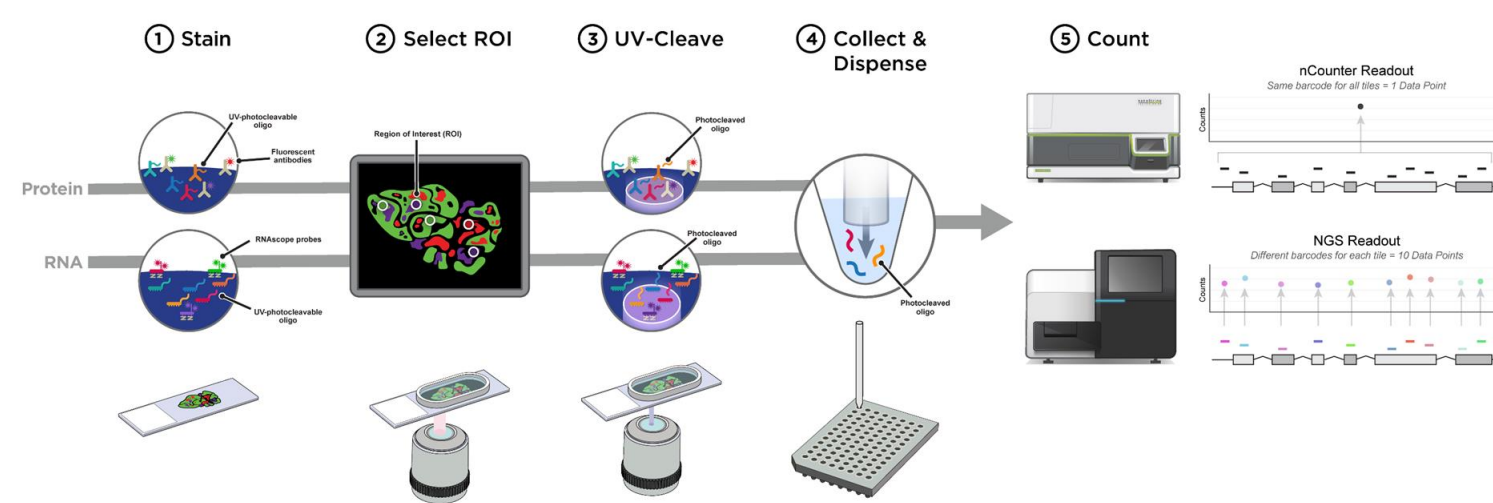 1 Stain
2 Select ROI
3 UV-Cleave
4 Collect &
Dispense
5 Count
Protein
RNA
UV-photocleavable
oligo
Fluorescent
antibodies
RNAscope probes
UV-photocleavable
oligo
Region of Interest (ROI)
Photocleaved
oligo
Photocleaved
oligo
Photocleaved
oligo
nCounter Readout
Same barcode for all tiles = 1 Data Point
Counts
NGS Readout
Different barcodes for each tile = 10 Data Points
Counts